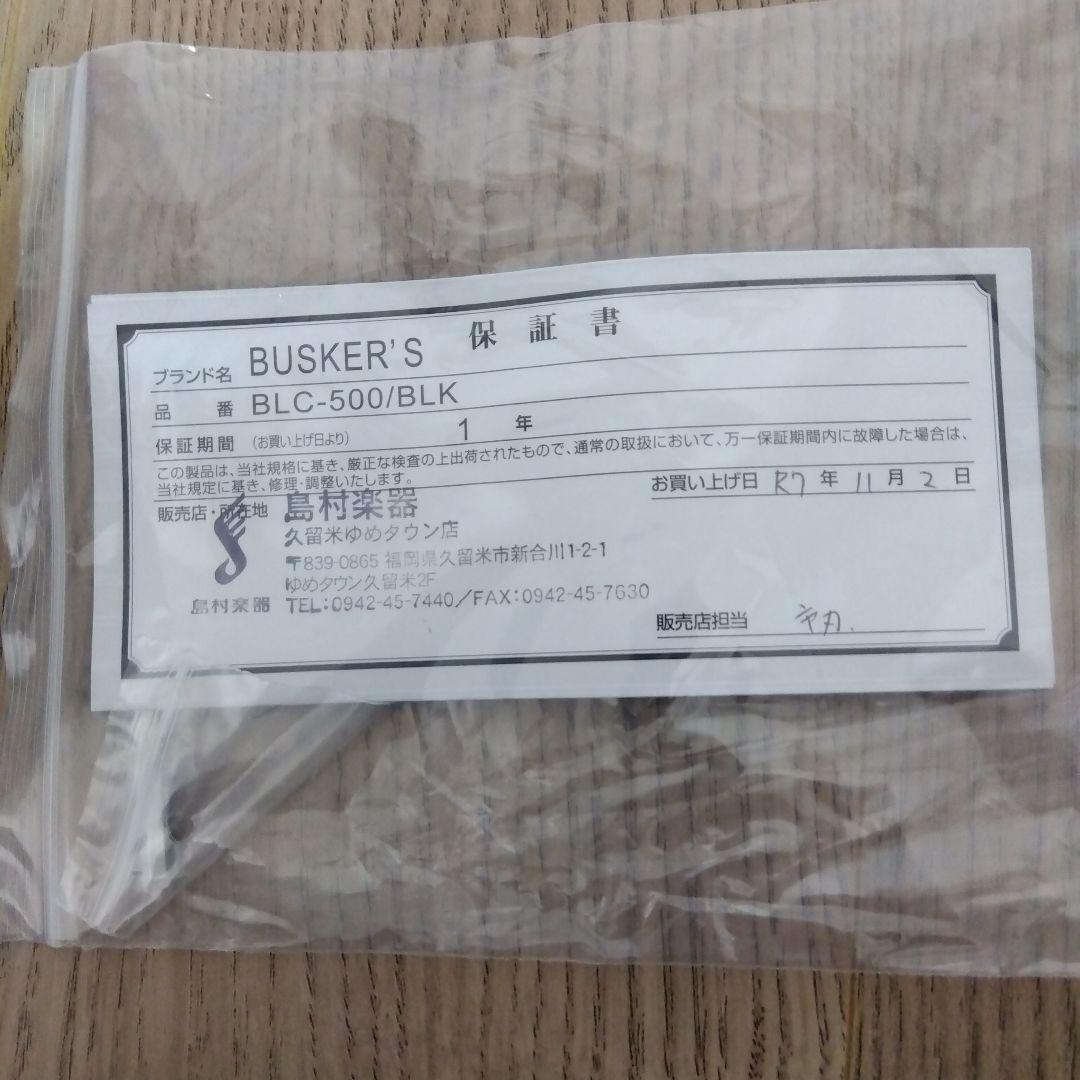 保証書
ブランド名 BUSKER'S
品番 BLC-500/BLK
保証期間 (お買い上げ日より) 1 年
この製品は、当社規格に基き、厳正な検査の上出荷されたもので、通常の取扱において、万一保証期間内に故障した場合は、
当社規定に基き、修理・調整いたします。
お買い上げ日 R7 年 11 月 2 日
販売店・所在地 島村楽器
久留米ゆめタウン店
〒839-0865 福岡県久留米市新合川1-2-1
ゆめタウン久留米2F
島村楽器 TEL:0942-45-7440/FAX:0942-45-7630
販売店担当